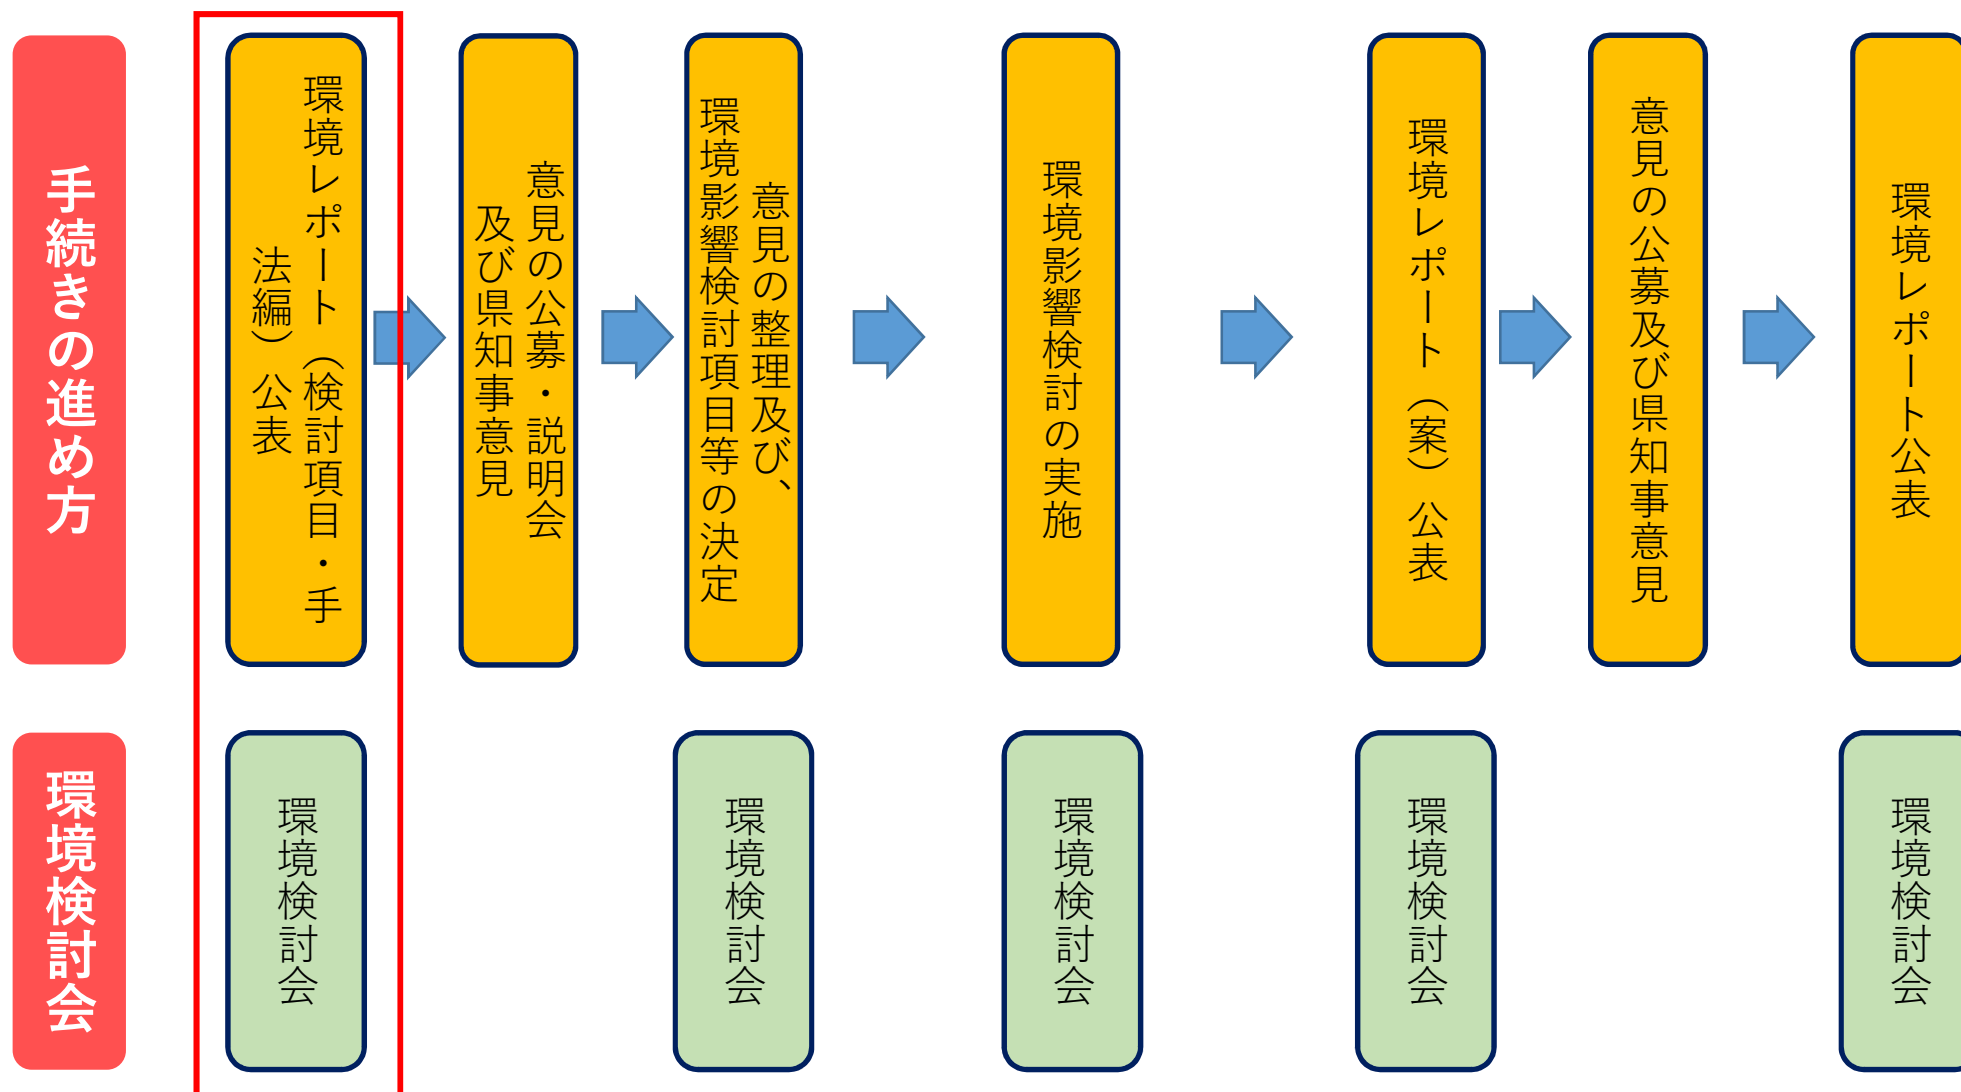 手続きの進め方
環境レポート（検討項目・手
法編）公表
意見の公募・説明会
及び県知事意見
意見の整理及び、
環境影響検討項目等の決定
環境影響検討の実施
環境レポート（案）公表
意見の公募及び県知事意見
環境レポート公表
環境検討会
環境検討会
環境検討会
環境検討会
環境検討会
環境検討会